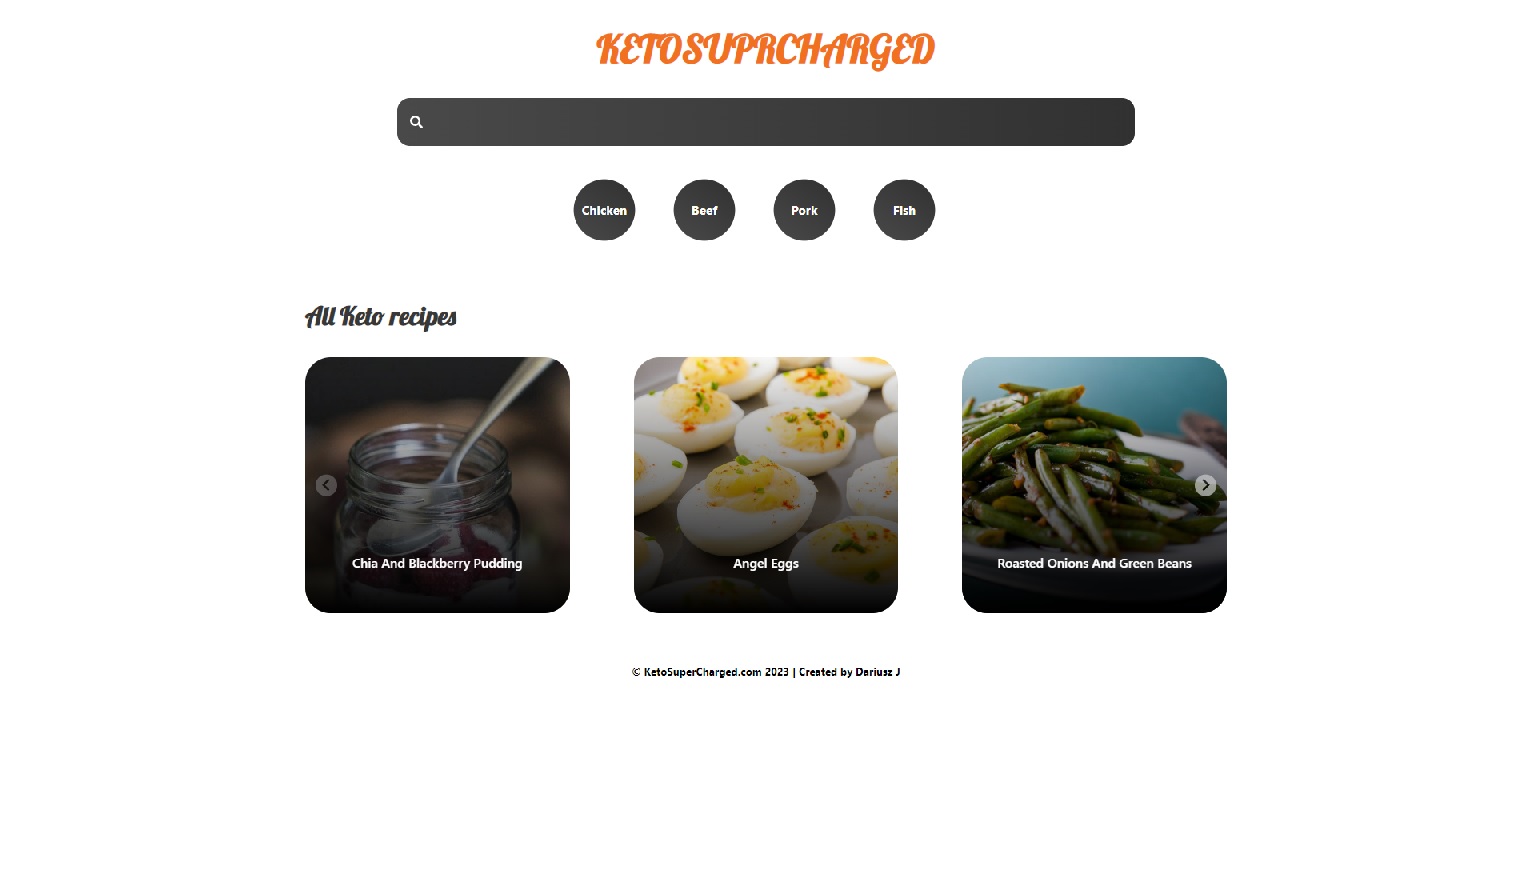 KETOSUPRCHARGED
Chicken
Beef
Pork
Fish
All Keto recipes
Chia And Blackberry Pudding
Angel Eggs
Roasted Onions And Green Beans
© KetoSuperCharged.com 2023 | Created by Dariusz J